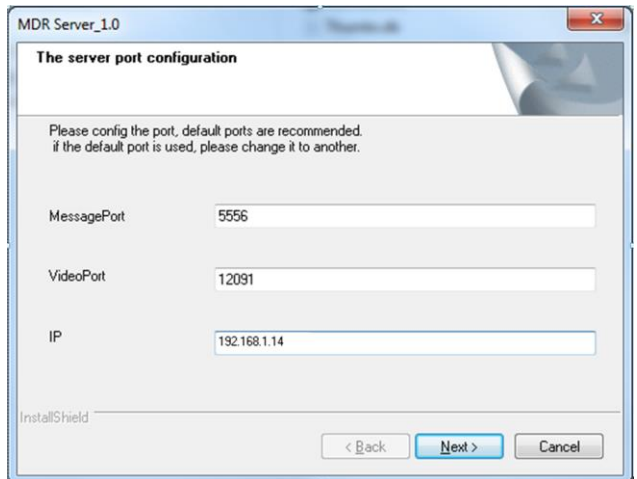 MDR Server_1.0
The server port configuration
Please config the port, default ports are recommended.
if the default port is used, please change it to another.
MessagePort 5556
VideoPort 12091
IP 192.168.1.14
InstallShield
< Back Next > Cancel